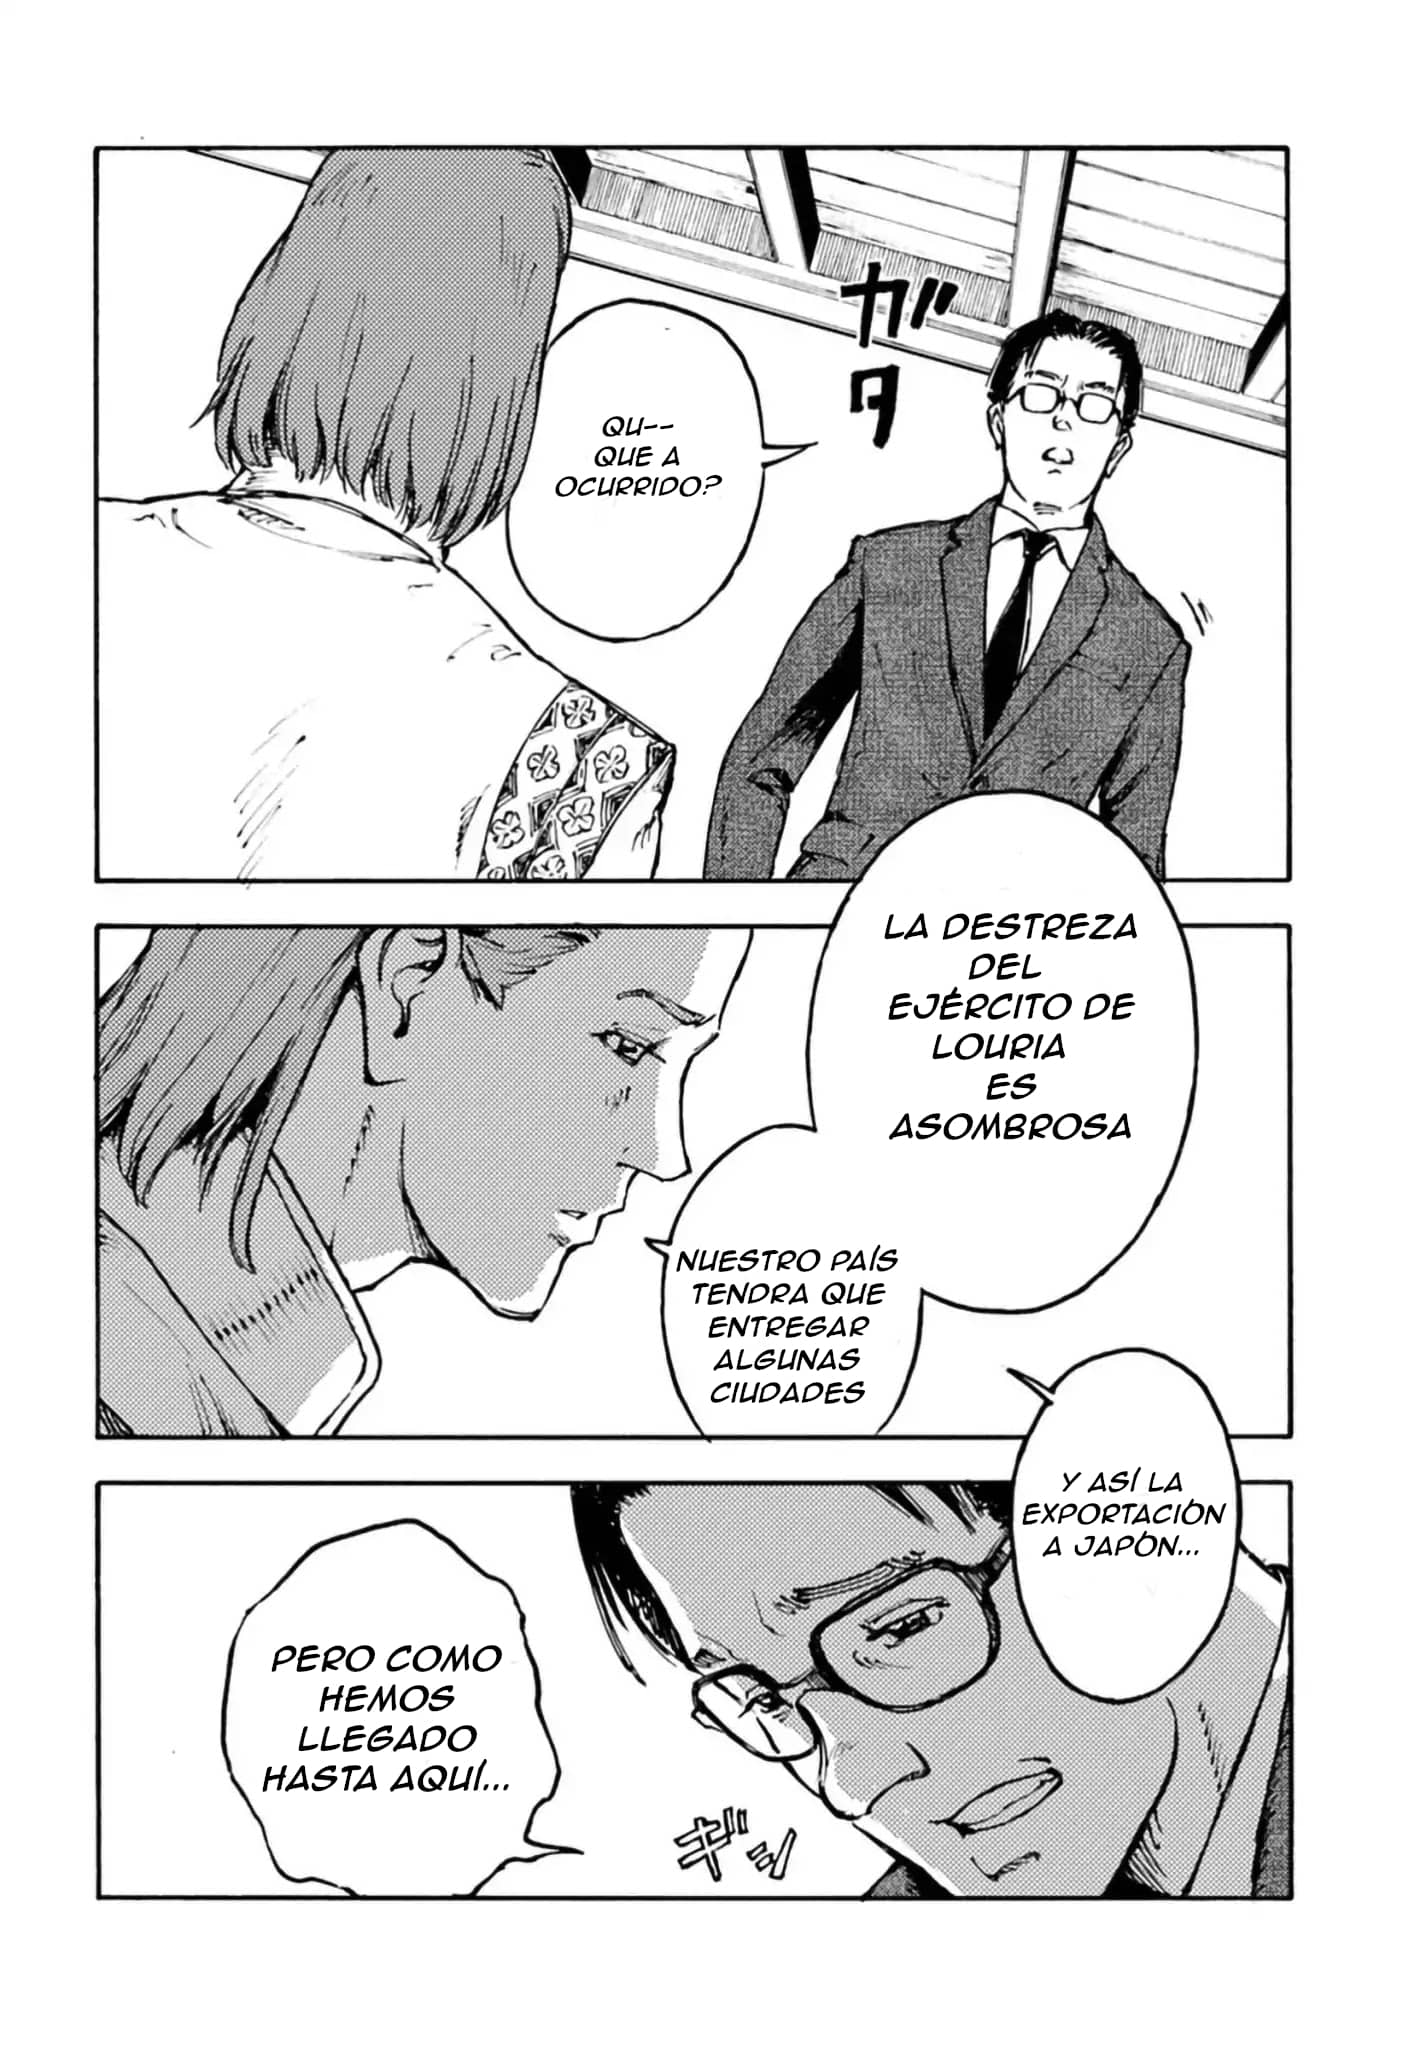 ガタ
QU--
QUE A
OCURRIDO?
LA DESTREZA
DEL
EJÉRCITO DE
LOURIA
ES
ASOMBROSA
NUESTRO PAÍS
TENDRA QUE
ENTREGAR
ALGUNAS
CIUDADES
Y ASÍ LA
EXPORTACIÓN
A JAPÓN...
PERO COMO
HEMOS
LLEGADO
HASTA AQUÍ...
ギシ